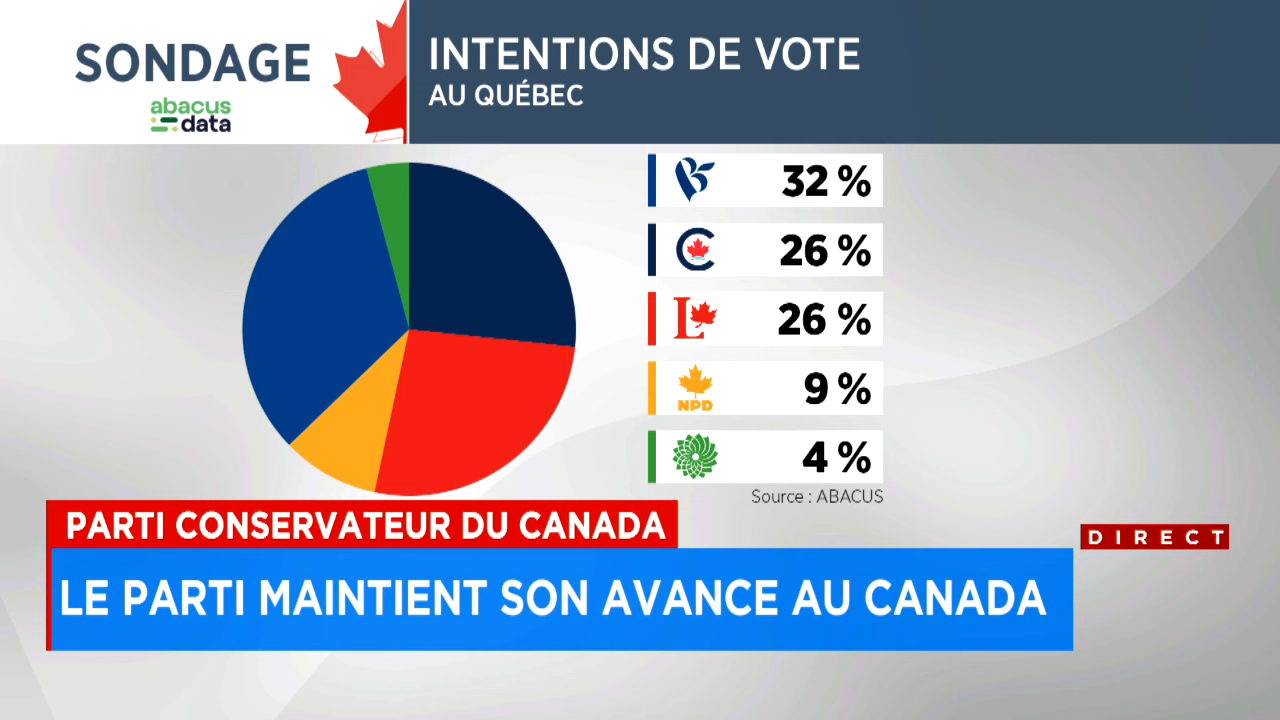 SONDAGE
abacus
data
INTENTIONS DE VOTE
AU QUÉBEC
32 %
26 %
26 %
NPD
9 %
4 %
Source : ABACUS
PARTI CONSERVATEUR DU CANADA
DIRECT
LE PARTI MAINTIENT SON AVANCE AU CANADA